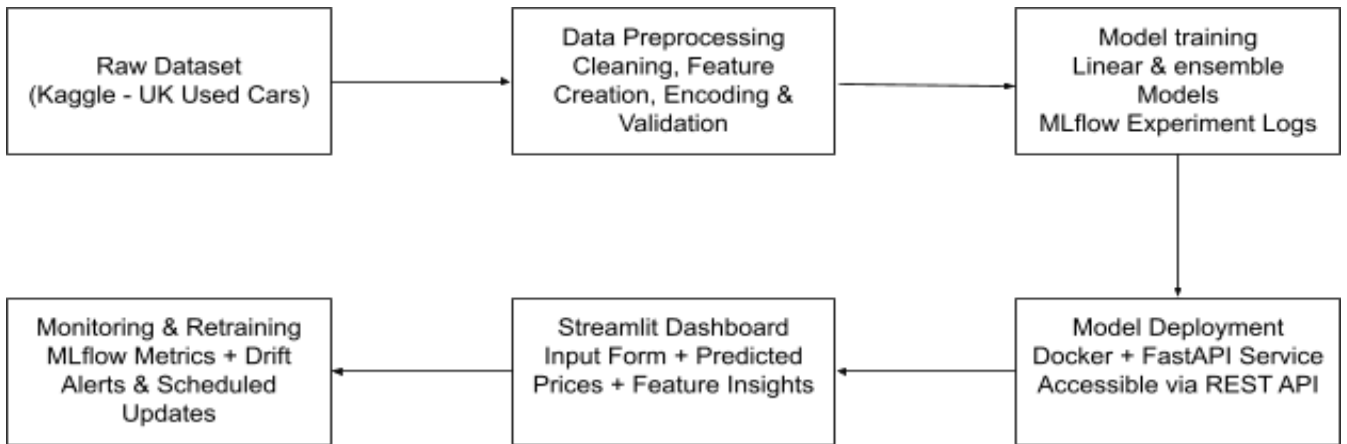 Raw Dataset
(Kaggle - UK Used Cars)
Data Preprocessing
Cleaning, Feature
Creation, Encoding &
Validation
Model training
Linear & ensemble
Models
MLflow Experiment Logs
Model Deployment
Docker + FastAPI Service
Accessible via REST API
Streamlit Dashboard
Input Form + Predicted
Prices + Feature Insights
Monitoring & Retraining
MLflow Metrics + Drift
Alerts & Scheduled
Updates